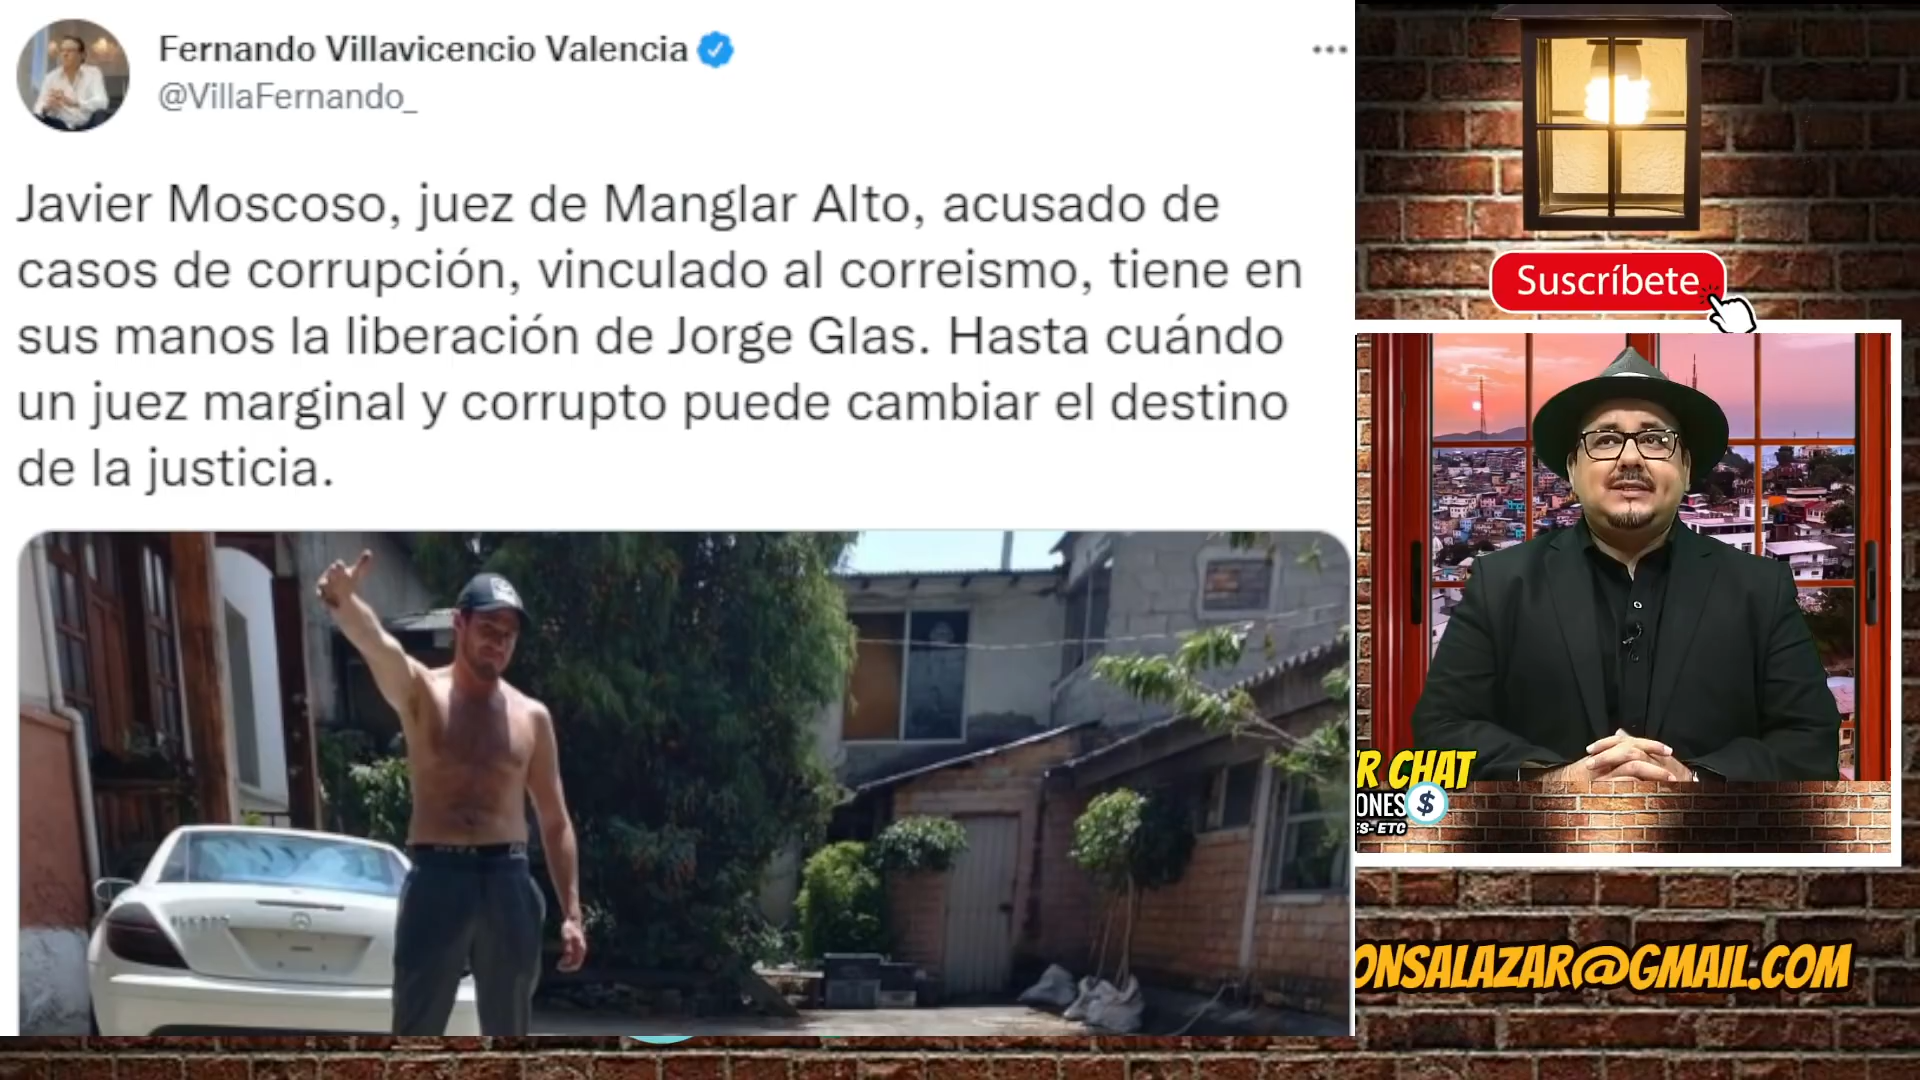 Fernando Villavicencio Valencia
@VillaFernando_
Javier Moscoso, juez de Manglar Alto, acusado de
casos de corrupción, vinculado al correismo, tiene en
sus manos la liberación de Jorge Glas. Hasta cuándo
un juez marginal y corrupto puede cambiar el destino
de la justicia.
Suscríbete
R CHAT
ONES $
ES- ETC
ONSALAZAR@GMAIL.COM